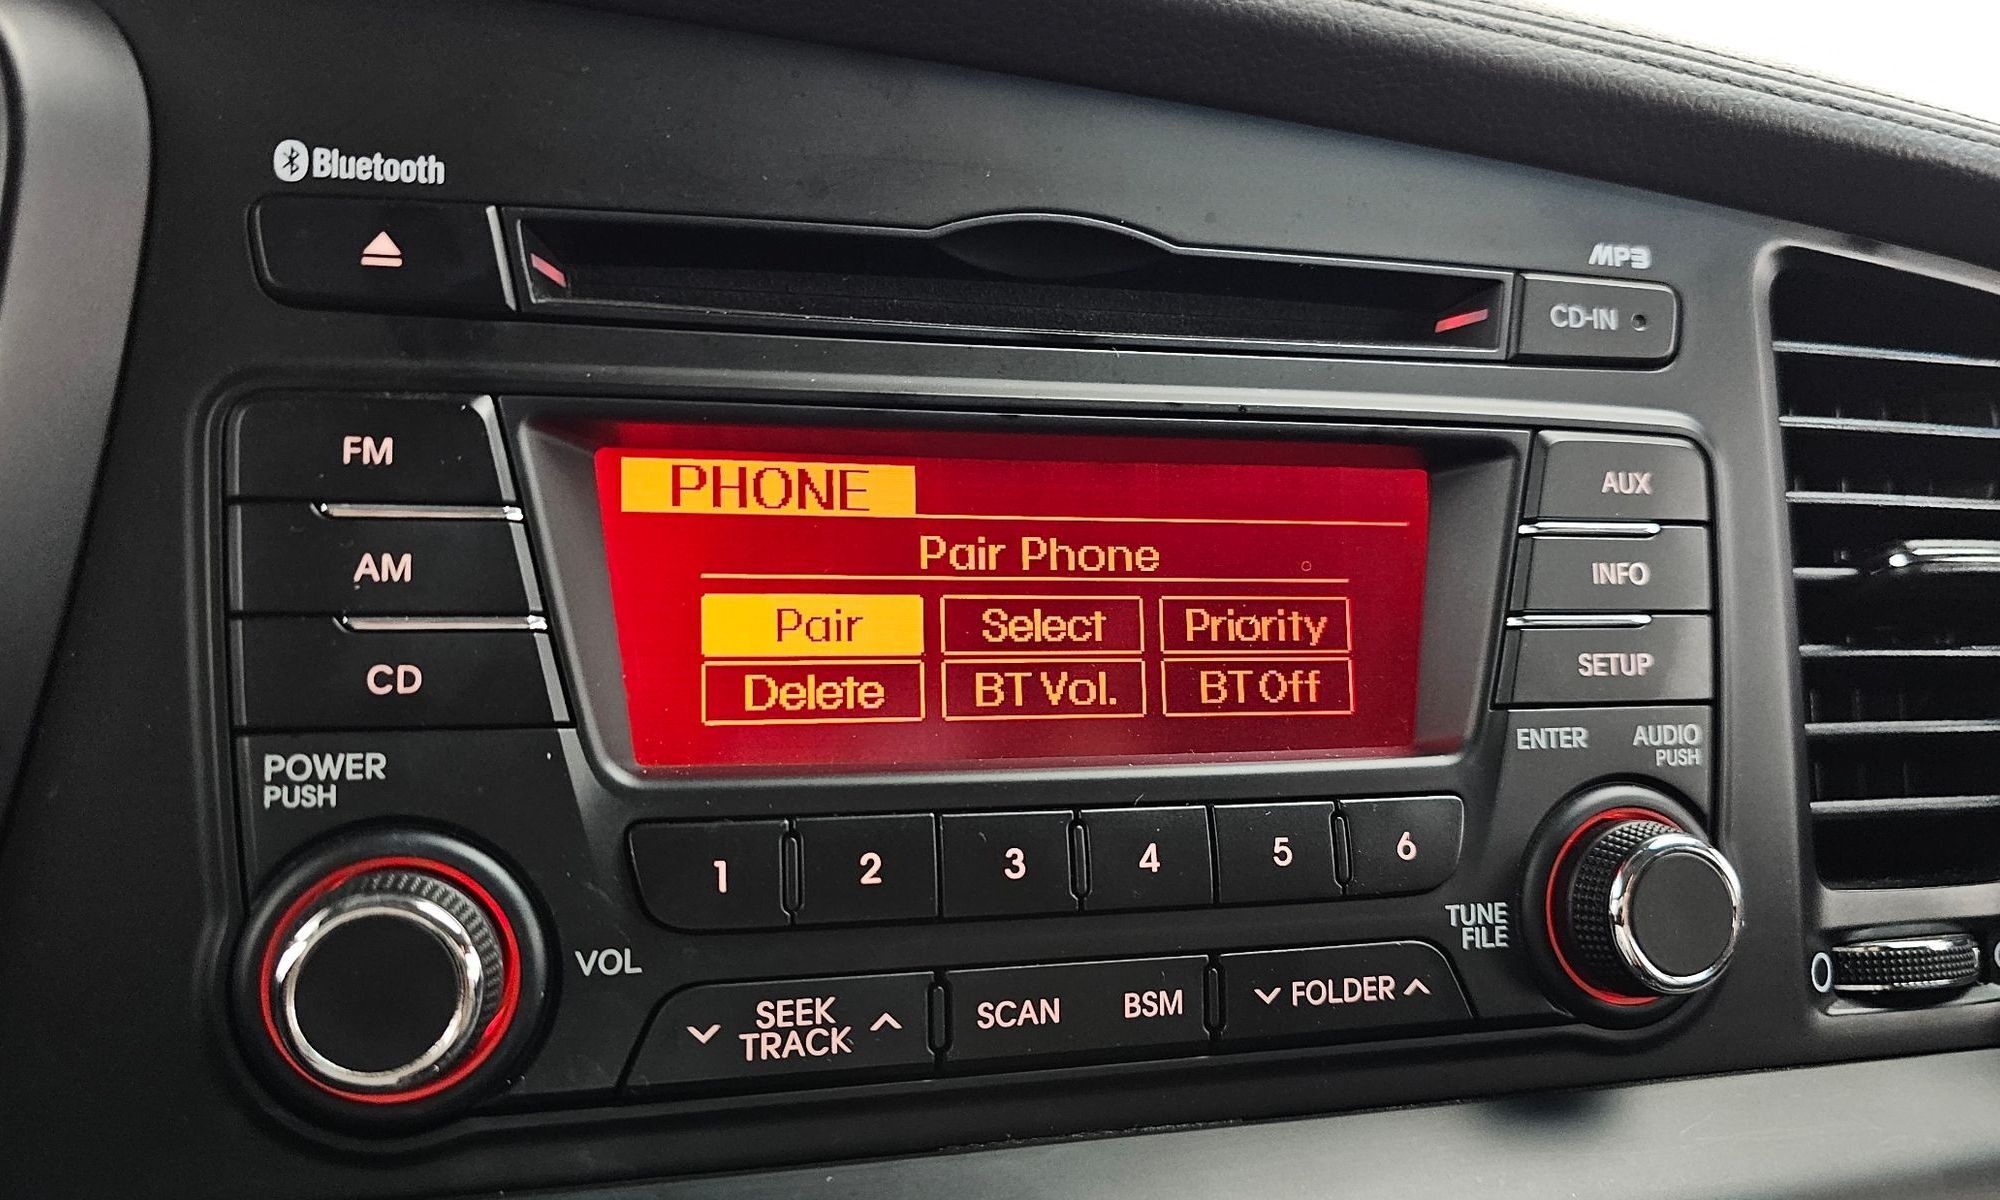 Bluetooth
MP3
CD-IN
FM
AM
CD
PHONE
Pair Phone
Pair Select Priority
Delete BT Vol. BT Off
AUX
INFO
SETUP
POWER
PUSH
VOL
ENTER
AUDIO
PUSH
1 2 3 4 5 6
TUNE
FILE
SEEK
TRACK
SCAN BSM
FOLDER
0